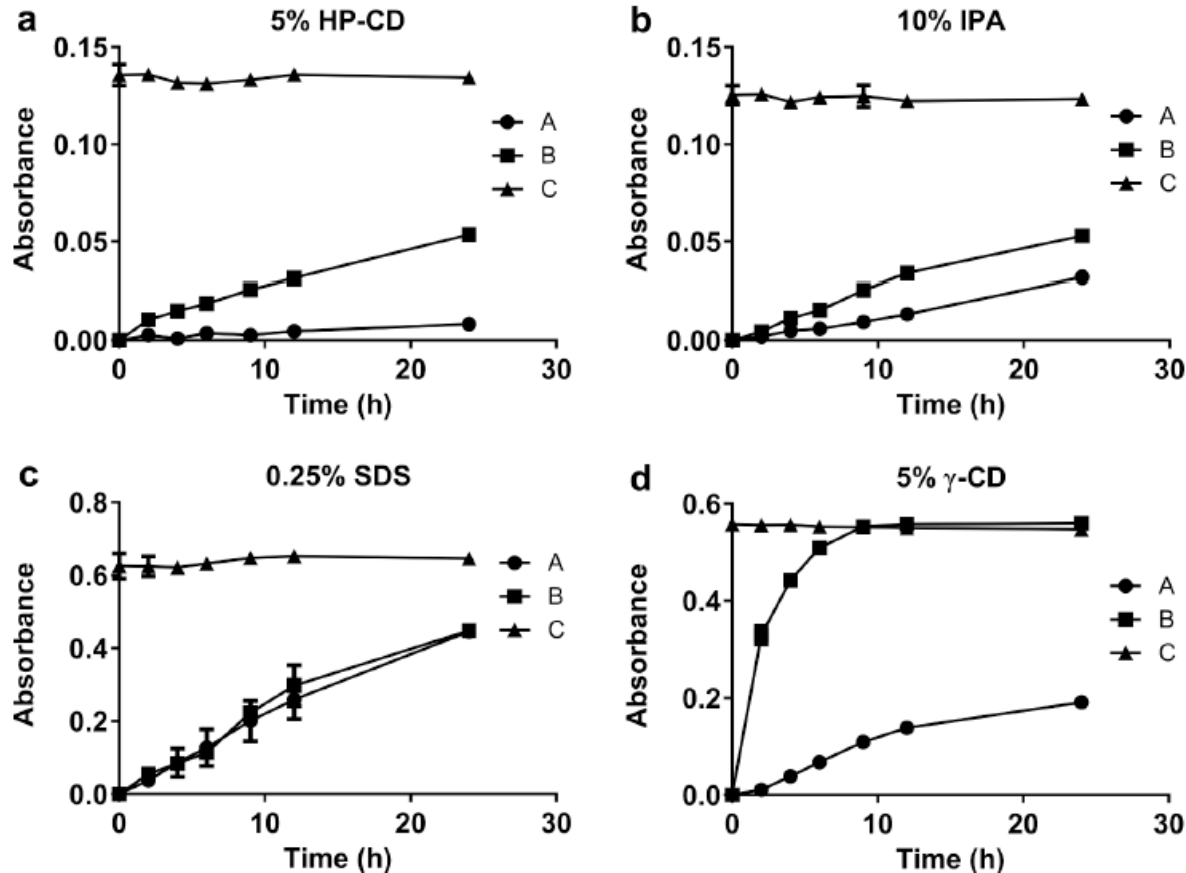 a
5% HP-CD
0.15
0.10
0.05
0.00
Absorbance
0
10
20
30
Time (h)
A
B
C
b
10% IPA
0.15
0.10
0.05
0.00
Absorbance
0
10
20
30
Time (h)
A
B
C
c
0.25% SDS
0.8
0.6
0.4
0.2
0.0
Absorbance
0
10
20
30
Time (h)
A
B
C
d
5% γ-CD
0.6
0.4
0.2
0.0
Absorbance
0
10
20
30
Time (h)
A
B
C